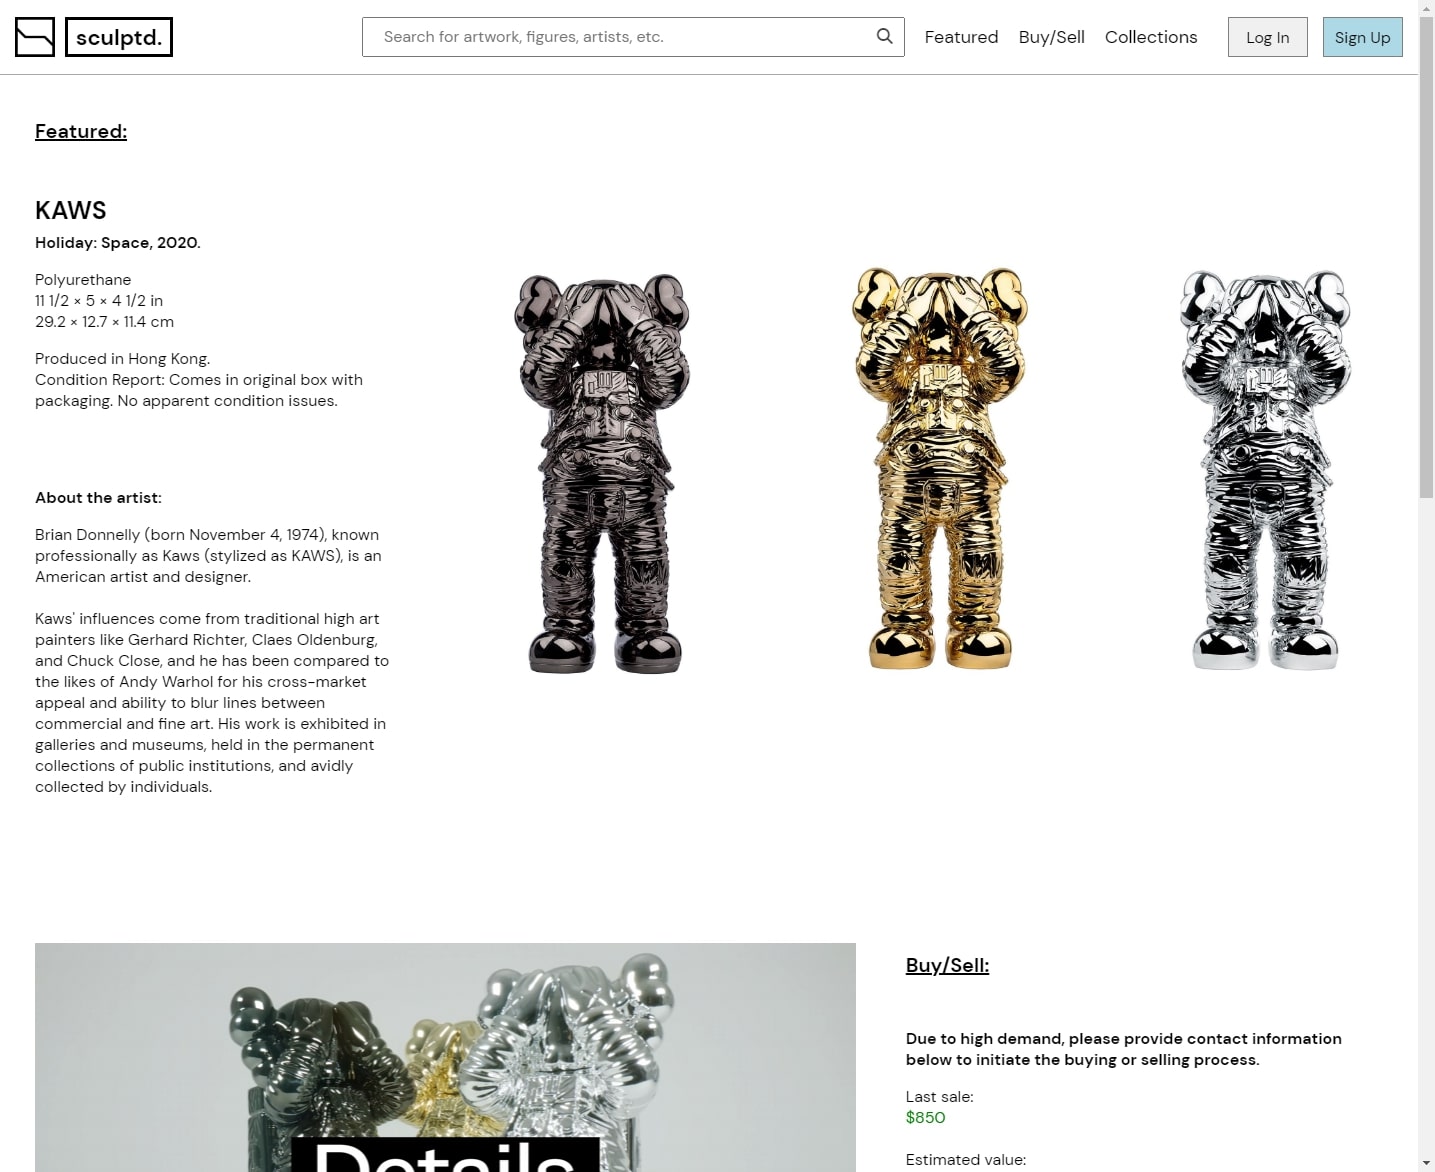 sculptd.
Search for artwork, figures, artists, etc.
Featured
Buy/Sell
Collections
Log In
Sign Up
Featured:
KAWS
Holiday: Space, 2020.
Polyurethane
11 1/2 × 5 × 4 1/2 in
29.2 × 12.7 × 11.4 cm
Produced in Hong Kong.
Condition Report: Comes in original box with
packaging. No apparent condition issues.
About the artist:
Brian Donnelly (born November 4, 1974), known
professionally as Kaws (stylized as KAWS), is an
American artist and designer.
Kaws' influences come from traditional high art
painters like Gerhard Richter, Claes Oldenburg,
and Chuck Close, and he has been compared to
the likes of Andy Warhol for his cross-market
appeal and ability to blur lines between
commercial and fine art. His work is exhibited in
galleries and museums, held in the permanent
collections of public institutions, and avidly
collected by individuals.
Details
Buy/Sell:
Due to high demand, please provide contact information
below to initiate the buying or selling process.
Last sale:
$850
Estimated value: